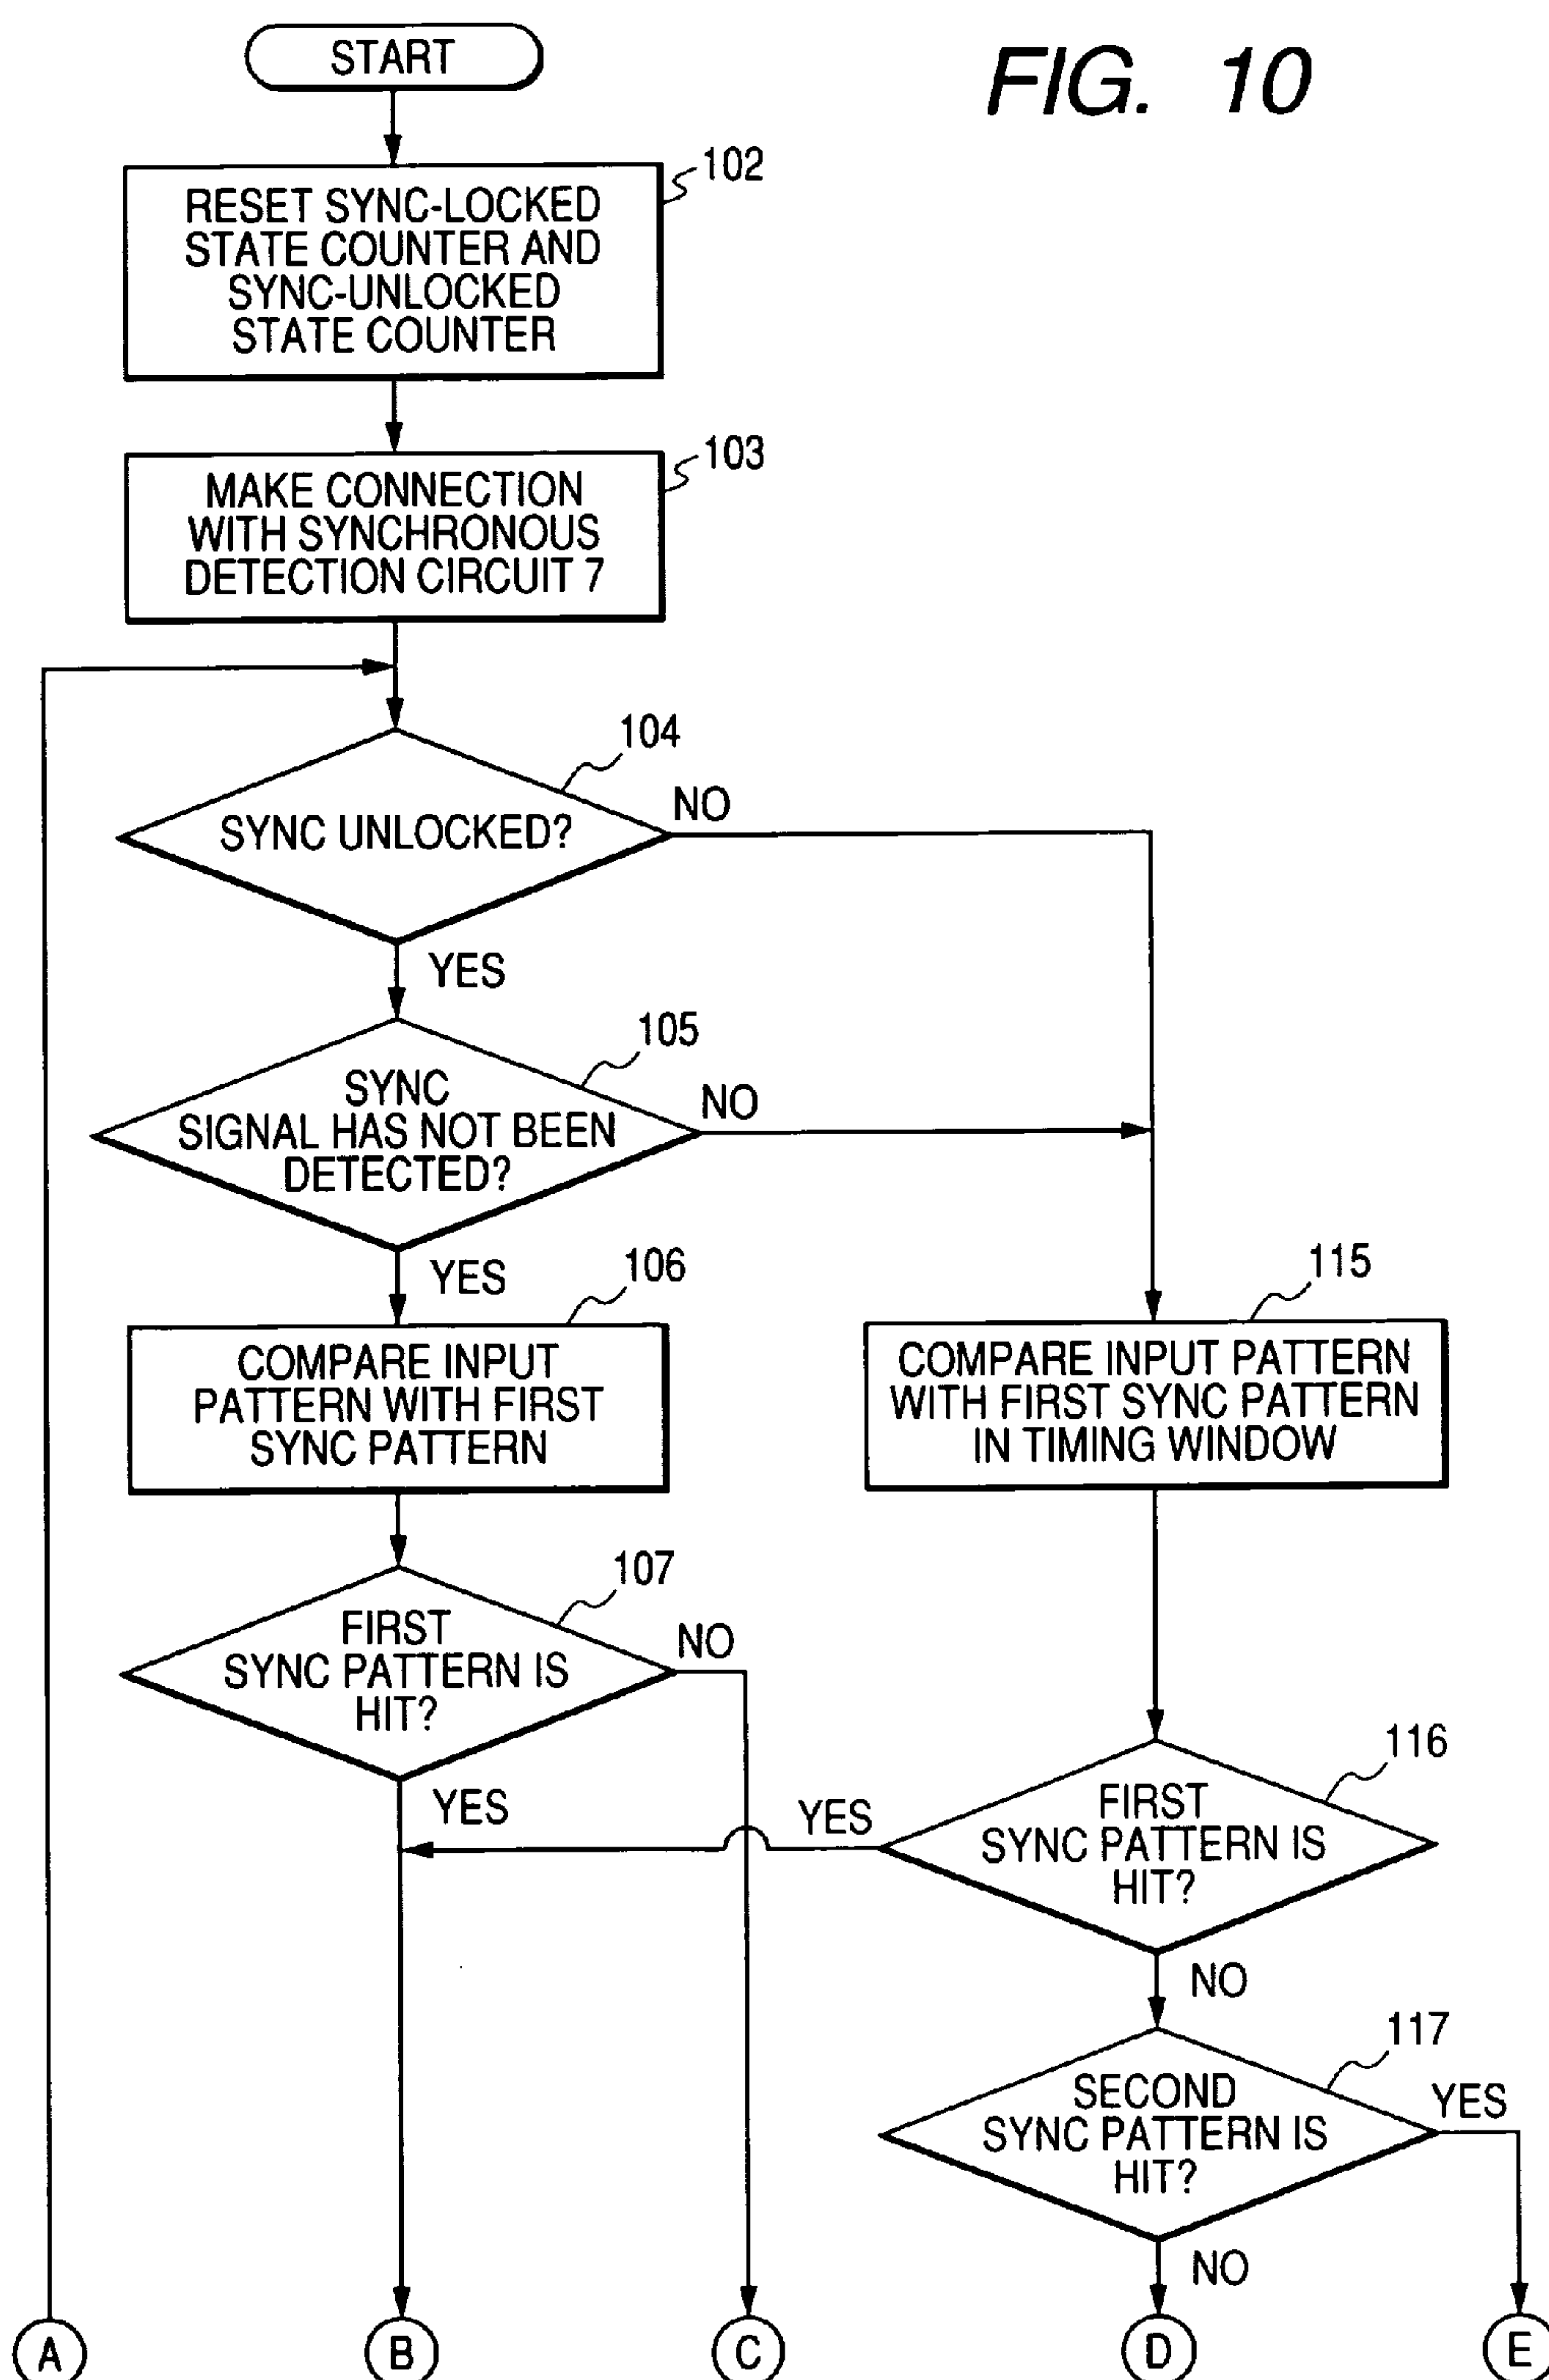 FIG. 10
START
102
RESET SYNC-LOCKED
STATE COUNTER AND
SYNC-UNLOCKED
STATE COUNTER
103
MAKE CONNECTION
WITH SYNCHRONOUS
DETECTION CIRCUIT 7
104
SYNC UNLOCKED?
NO
YES
105
SYNC
SIGNAL HAS NOT BEEN
DETECTED?
NO
YES
106
COMPARE INPUT
PATTERN WITH FIRST
SYNC PATTERN
115
COMPARE INPUT PATTERN
WITH FIRST SYNC PATTERN
IN TIMING WINDOW
107
FIRST
SYNC PATTERN IS
HIT?
NO
YES
116
FIRST
SYNC PATTERN IS
HIT?
YES
NO
117
SECOND
SYNC PATTERN IS
HIT?
YES
NO
A
B
C
D
E